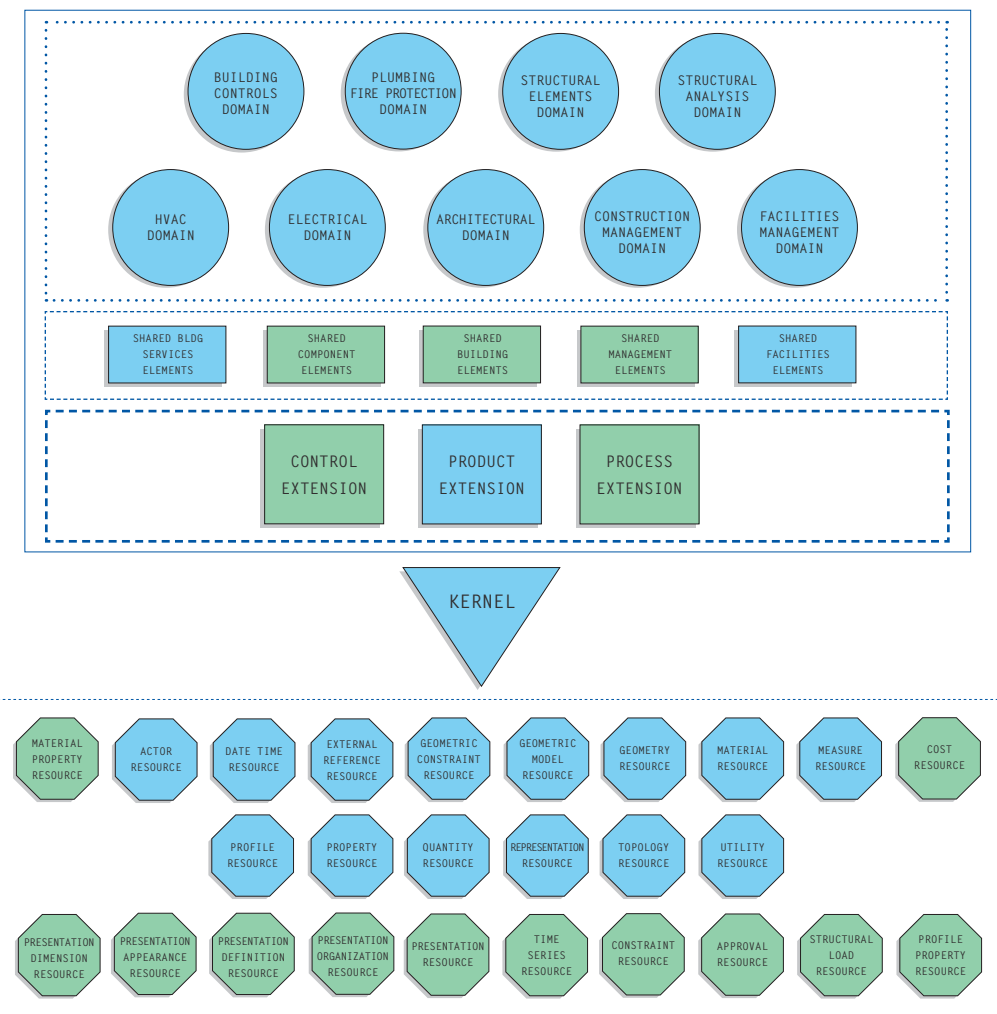 BUILDING
CONTROLS
DOMAIN
PLUMBING
FIRE PROTECTION
DOMAIN
STRUCTURAL
ELEMENTS
DOMAIN
STRUCTURAL
ANALYSIS
DOMAIN
HVAC
DOMAIN
ELECTRICAL
DOMAIN
ARCHITECTURAL
DOMAIN
CONSTRUCTION
MANAGEMENT
DOMAIN
FACILITIES
MANAGEMENT
DOMAIN
SHARED BLDG
SERVICES
ELEMENTS
SHARED
COMPONENT
ELEMENTS
SHARED
BUILDING
ELEMENTS
SHARED
MANAGEMENT
ELEMENTS
SHARED
FACILITIES
ELEMENTS
CONTROL
EXTENSION
PRODUCT
EXTENSION
PROCESS
EXTENSION
KERNEL
MATERIAL
PROPERTY
RESOURCE
ACTOR
RESOURCE
DATE TIME
RESOURCE
EXTERNAL
REFERENCE
RESOURCE
GEOMETRIC
CONSTRAINT
RESOURCE
GEOMETRIC
MODEL
RESOURCE
GEOMETRY
RESOURCE
MATERIAL
RESOURCE
MEASURE
RESOURCE
COST
RESOURCE
PROFILE
RESOURCE
PROPERTY
RESOURCE
QUANTITY
RESOURCE
REPRESENTATION
RESOURCE
TOPOLOGY
RESOURCE
UTILITY
RESOURCE
PRESENTATION
DIMENSION
RESOURCE
PRESENTATION
APPEARANCE
RESOURCE
PRESENTATION
DEFINITION
RESOURCE
PRESENTATION
ORGANIZATION
RESOURCE
PRESENTATION
RESOURCE
TIME
SERIES
RESOURCE
CONSTRAINT
RESOURCE
APPROVAL
RESOURCE
STRUCTURAL
LOAD
RESOURCE
PROFILE
PROPERTY
RESOURCE